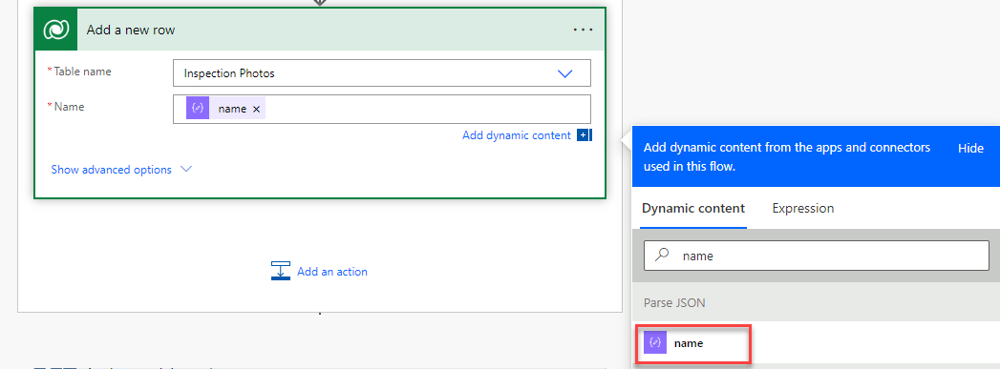 Add a new row
* Table name
Inspection Photos
* Name
name ×
Add dynamic content
Show advanced options
Add an action
Add dynamic content from the apps and connectors
used in this flow.
Hide
Dynamic content
Expression
name
Parse JSON
name